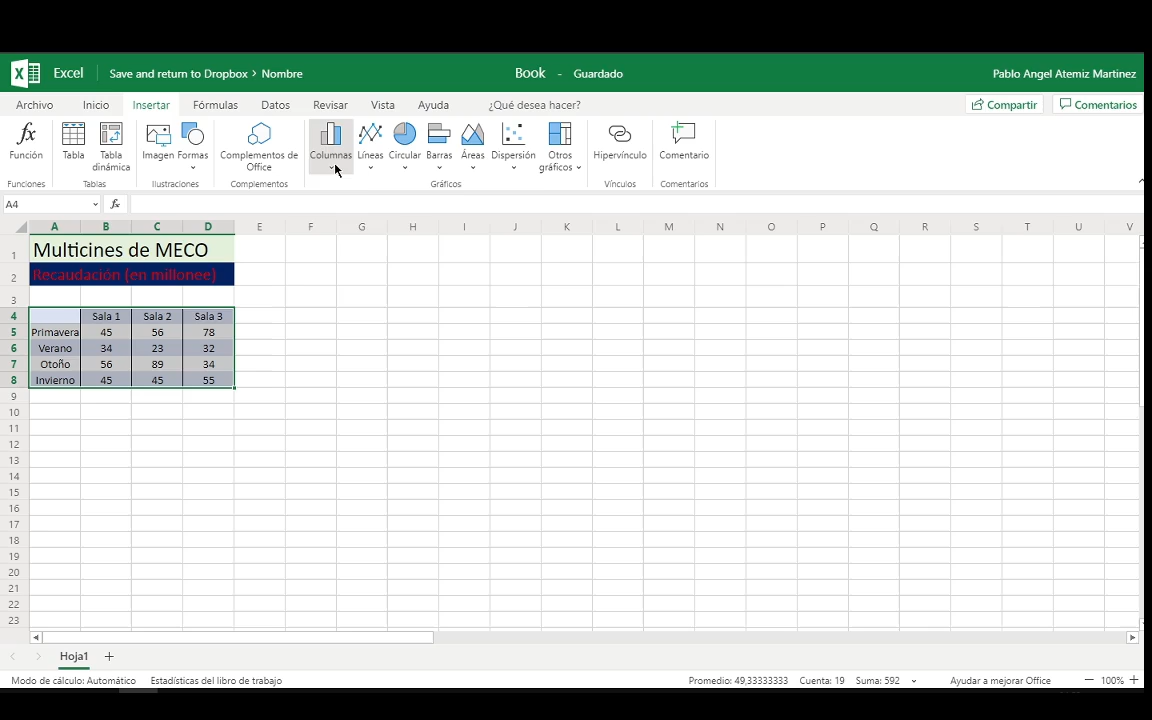 Excel Save and return to Dropbox > Nombre Book - Guardado Pablo Angel Atemiz Martinez
Archivo Inicio Insertar Fórmulas Datos Revisar Vista Ayuda ¿Qué desea hacer? Compartir Comentarios
Función Tabla Tabla dinámica Imagen Formas Complementos de Office Columnas Líneas Circular Barras Áreas Dispersión Otros gráficos Hipervínculo Comentario
Funciones Tablas Ilustraciones Complementos Gráficos Vínculos Comentarios
A4 fx
A B C D E F G H I J K L M N O P Q R S T U V
1 Multicines de MECO
2 Recaudación (en millonee)
3
4 Sala 1 Sala 2 Sala 3
5 Primavera 45 56 78
6 Verano 34 23 32
7 Otoño 56 89 34
8 Invierno 45 45 55
9
10
11
12
13
14
15
16
17
18
19
20
21
22
23
Hoja1
Modo de cálculo: Automático Estadísticas del libro de trabajo Promedio: 49,33333333 Cuenta: 19 Suma: 592 Ayudar a mejorar Office 100%